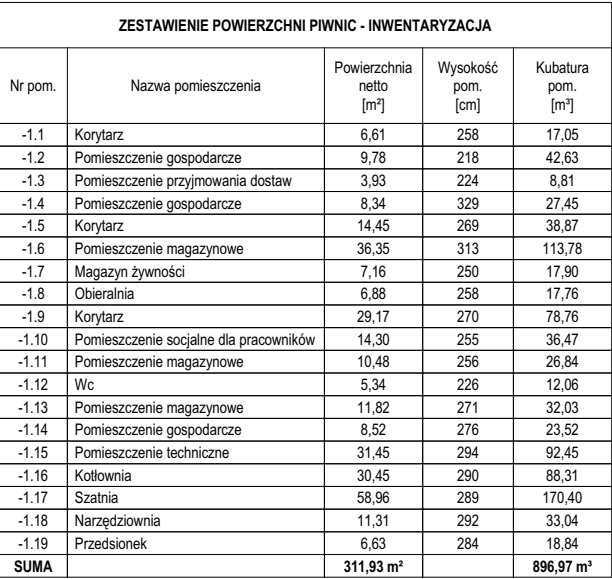 ZESTAWIENIE POWIERZCHNI PIWNIC - INWENTARYZACJA
Nr pom. Nazwa pomieszczenia Powierzchnia netto [m²] Wysokość pom. [cm] Kubatura pom. [m³]
-1.1 Korytarz 6,61 258 17,05
-1.2 Pomieszczenie gospodarcze 9,78 218 42,63
-1.3 Pomieszczenie przyjmowania dostaw 3,93 224 8,81
-1.4 Pomieszczenie gospodarcze 8,34 329 27,45
-1.5 Korytarz 14,45 269 38,87
-1.6 Pomieszczenie magazynowe 36,35 313 113,78
-1.7 Magazyn żywności 7,16 250 17,90
-1.8 Obieralnia 6,88 258 17,76
-1.9 Korytarz 29,17 270 78,76
-1.10 Pomieszczenie socjalne dla pracowników 14,30 255 36,47
-1.11 Pomieszczenie magazynowe 10,48 256 26,84
-1.12 Wc 5,34 226 12,06
-1.13 Pomieszczenie magazynowe 11,82 271 32,03
-1.14 Pomieszczenie gospodarcze 8,52 276 23,52
-1.15 Pomieszczenie techniczne 31,45 294 92,45
-1.16 Kotłownia 30,45 290 88,31
-1.17 Szatnia 58,96 289 170,40
-1.18 Narzędziownia 11,31 292 33,04
-1.19 Przedsionek 6,63 284 18,84
SUMA 311,93 m² 896,97 m³